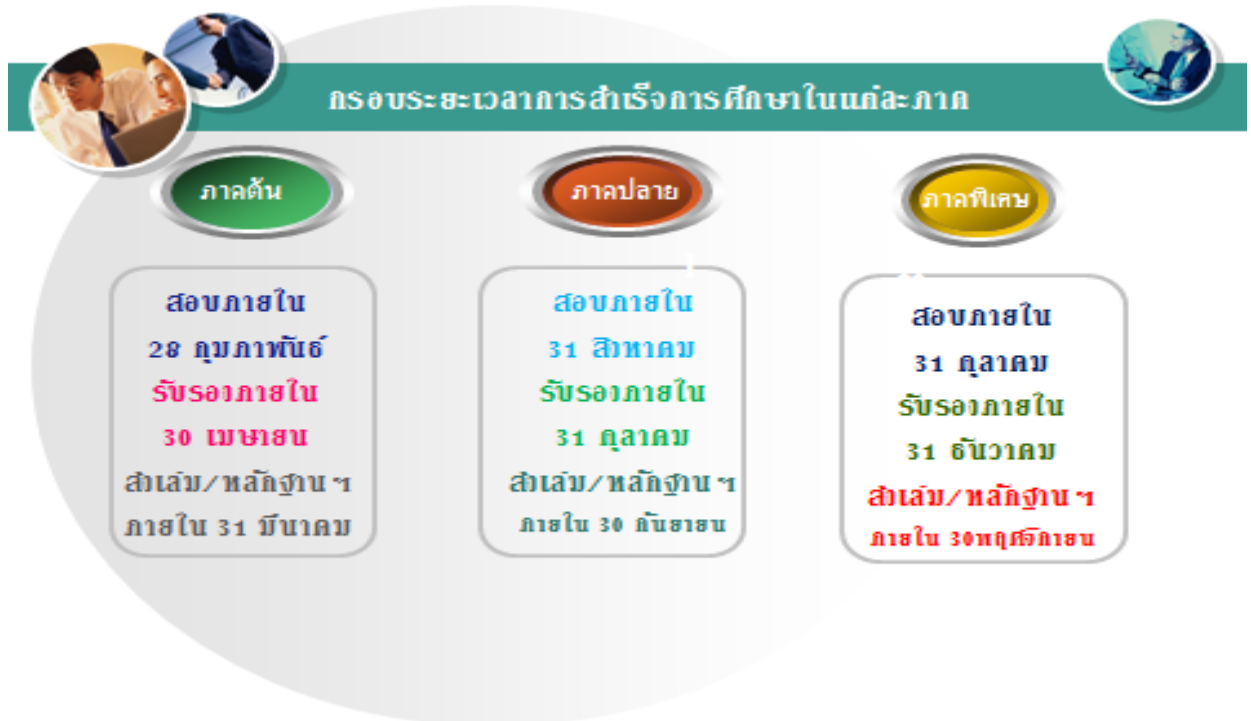 กรอบระยะเวลาการสำเร็จการศึกษาในแต่ละภาค
ภาคต้น
สอบภายใน
28 กุมภาพันธ์
รับรองภายใน
30 เมษายน
ส่งเล่ม/หลักฐานฯ
ภายใน 31 มีนาคม
ภาคปลาย
สอบภายใน
31 สิงหาคม
รับรองภายใน
31 ตุลาคม
ส่งเล่ม/หลักฐานฯ
ภายใน 30 กันยายน
ภาคพิเศษ
สอบภายใน
31 ตุลาคม
รับรองภายใน
31 ธันวาคม
ส่งเล่ม/หลักฐานฯ
ภายใน 30พฤศจิกายน